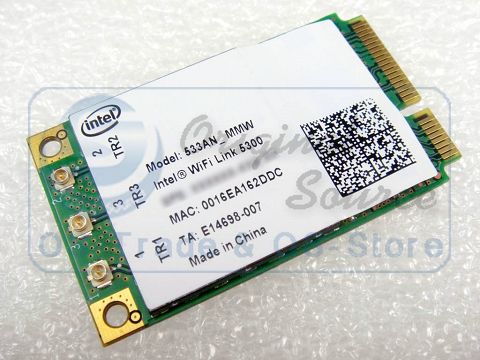 intel
Model: 533AN_MMW
Intel® WiFi Link 5300
MAC: 0016EA162DDC
TA: E14698-007
Made in China
2 TR2
3 TR3
1 TR1
Original
Source
Trade & Store